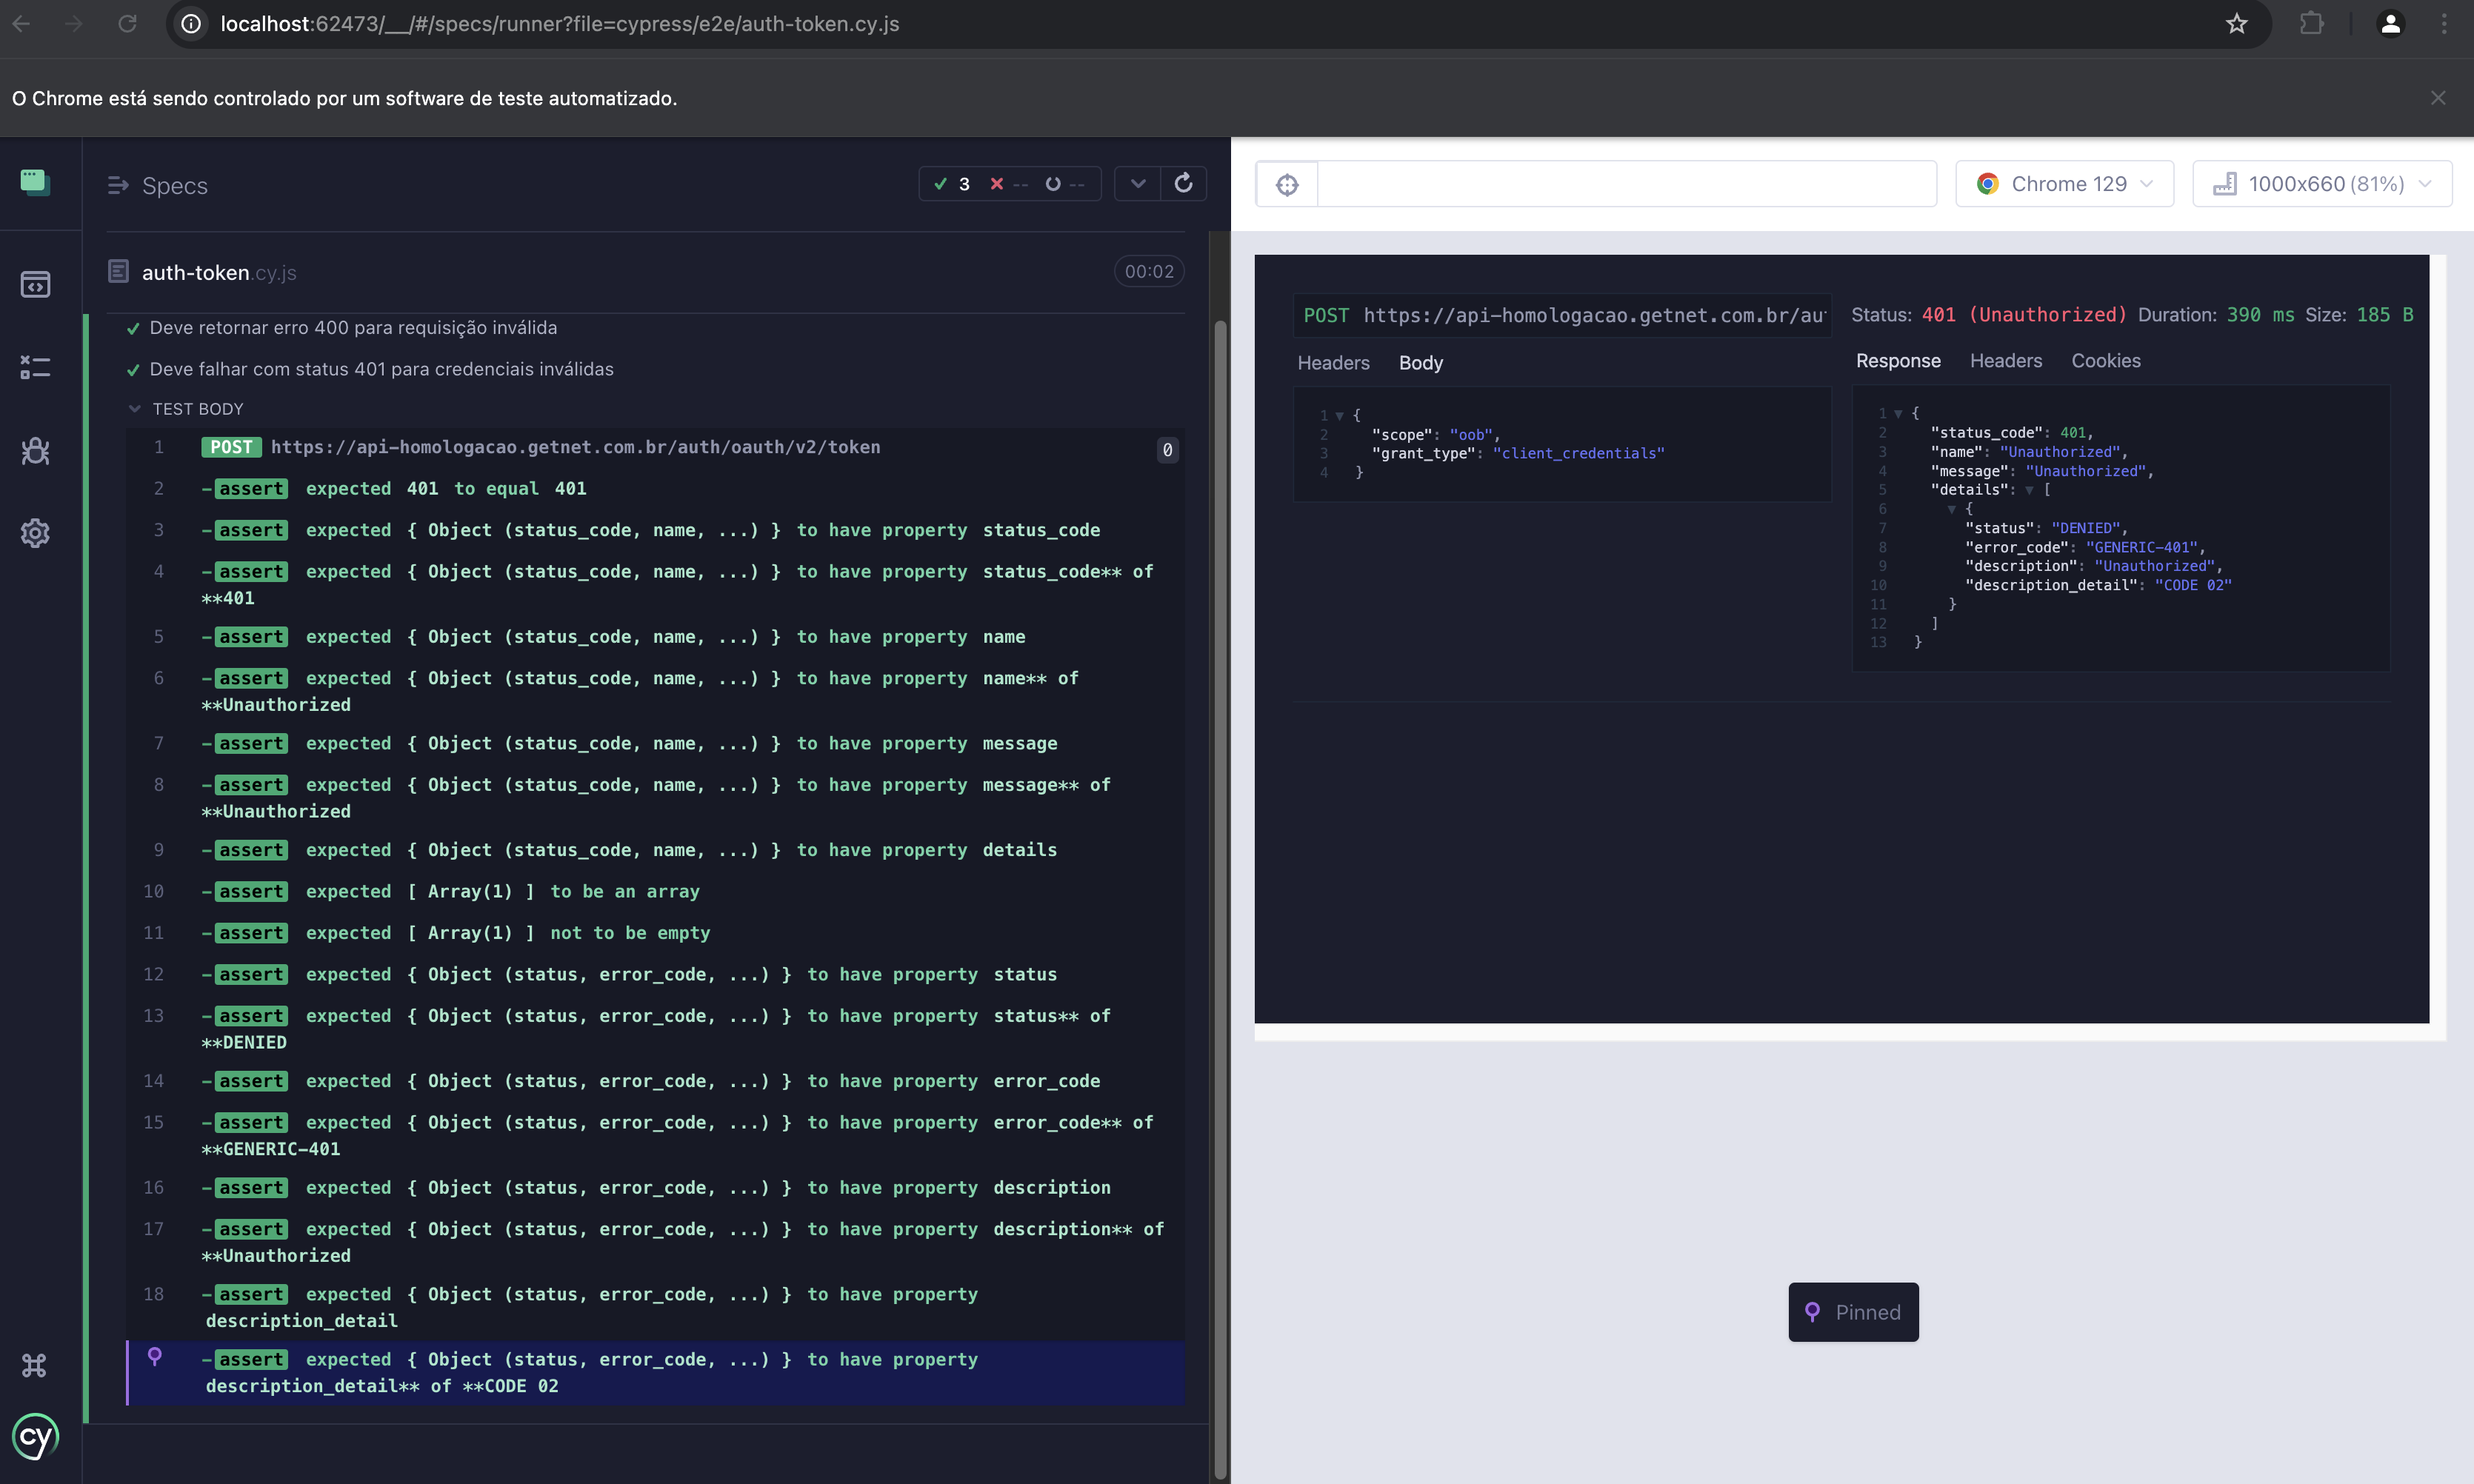 localhost:62473/__/#/specs/runner?file=cypress/e2e/auth-token.cy.js
O Chrome está sendo controlado por um software de teste automatizado.
Specs
3 -- --
auth-token.cy.js
00:02
Deve retornar erro 400 para requisição inválida
Deve falhar com status 401 para credenciais inválidas
TEST BODY
1 POST https://api-homologacao.getnet.com.br/auth/oauth/v2/token 0
2 -assert expected 401 to equal 401
3 -assert expected { Object (status_code, name, ...) } to have property status_code
4 -assert expected { Object (status_code, name, ...) } to have property status_code** of
**401
5 -assert expected { Object (status_code, name, ...) } to have property name
6 -assert expected { Object (status_code, name, ...) } to have property name** of
**Unauthorized
7 -assert expected { Object (status_code, name, ...) } to have property message
8 -assert expected { Object (status_code, name, ...) } to have property message** of
**Unauthorized
9 -assert expected { Object (status_code, name, ...) } to have property details
10 -assert expected [ Array(1) ] to be an array
11 -assert expected [ Array(1) ] not to be empty
12 -assert expected { Object (status, error_code, ...) } to have property status
13 -assert expected { Object (status, error_code, ...) } to have property status** of
**DENIED
14 -assert expected { Object (status, error_code, ...) } to have property error_code
15 -assert expected { Object (status, error_code, ...) } to have property error_code** of
**GENERIC-401
16 -assert expected { Object (status, error_code, ...) } to have property description
17 -assert expected { Object (status, error_code, ...) } to have property description** of
**Unauthorized
18 -assert expected { Object (status, error_code, ...) } to have property
description_detail
-assert expected { Object (status, error_code, ...) } to have property
description_detail** of **CODE 02
cy
Chrome 129
1000x660 (81%)
POST https://api-homologacao.getnet.com.br/au
Status: 401 (Unauthorized) Duration: 390 ms Size: 185 B
Headers Body
1 {
2 "scope": "oob",
3 "grant_type": "client_credentials"
4 }
Response Headers Cookies
1 {
2 "status_code": 401,
3 "name": "Unauthorized",
4 "message": "Unauthorized",
5 "details": [
6 {
7 "status": "DENIED",
8 "error_code": "GENERIC-401",
9 "description": "Unauthorized",
10 "description_detail": "CODE 02"
11 }
12 ]
13 }
Pinned